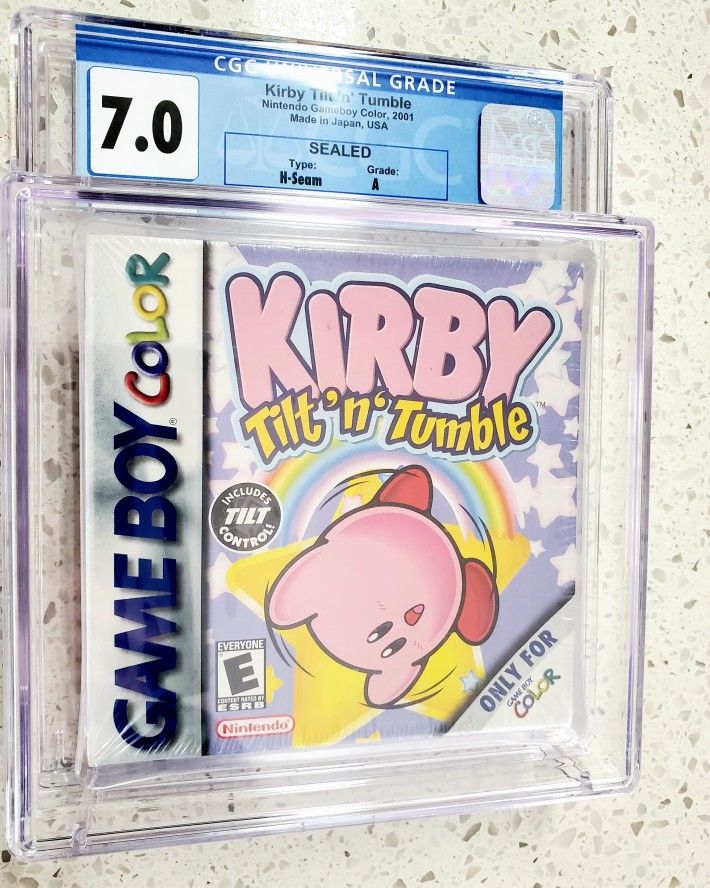 CGC UNIVERSAL GRADE
7.0
Kirby Tilt 'n' Tumble
Nintendo Gameboy Color, 2001
Made in Japan, USA
SEALED
Type: Grade:
H-Seam A
CGC
GAME BOY COLOR
KIRBY
Tilt 'n' Tumble
TM
INCLUDES
TILT
CONTROL!
EVERYONE
E
CONTENT RATED BY
ESRB
Nintendo
ONLY FOR
GAME BOY
COLOR